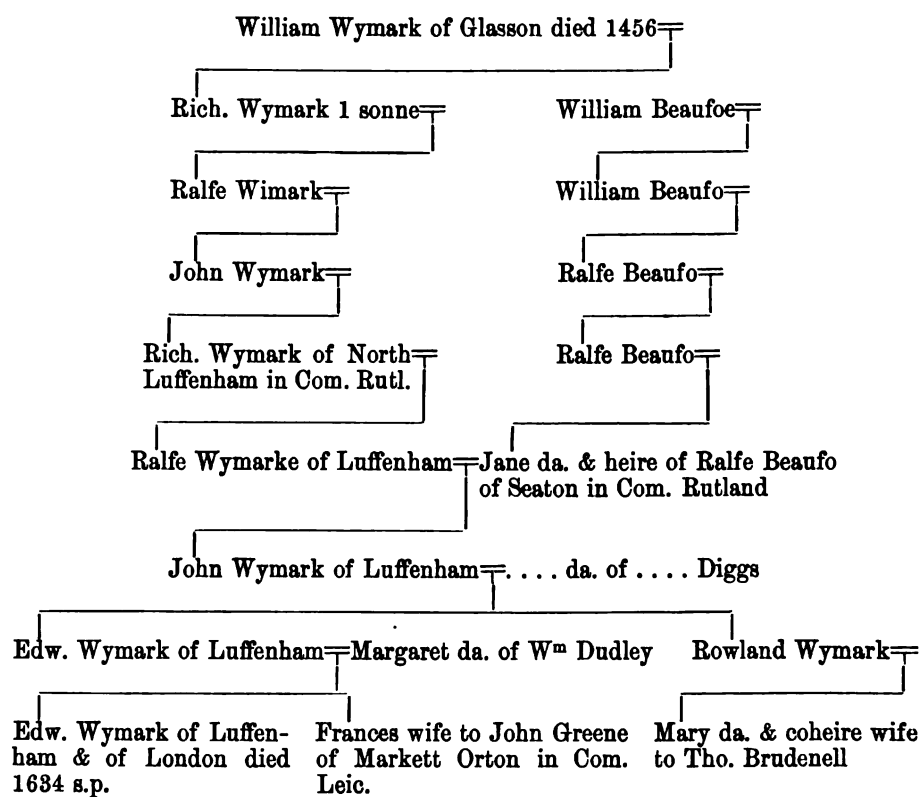 William Wymark of Glasson died 1456
Rich. Wymark 1 sonne William Beaufoe
Ralfe Wimark William Beaufo
John Wymark Ralfe Beaufo
Rich. Wymark of North Ralfe Beaufo
Luffenham in Com. Rutl.
Ralfe Wymarke of Luffenham Jane da. & heire of Ralfe Beaufo
of Seaton in Com. Rutland
John Wymark of Luffenham . . . . da. of . . . . Diggs
Edw. Wymark of Luffenham Margaret da. of Wᵐ Dudley Rowland Wymark
Edw. Wymark of Luffen-
ham & of London died
1634 s.p.
Frances wife to John Greene
of Markett Orton in Com.
Leic.
Mary da. & coheire wife
to Tho. Brudenell